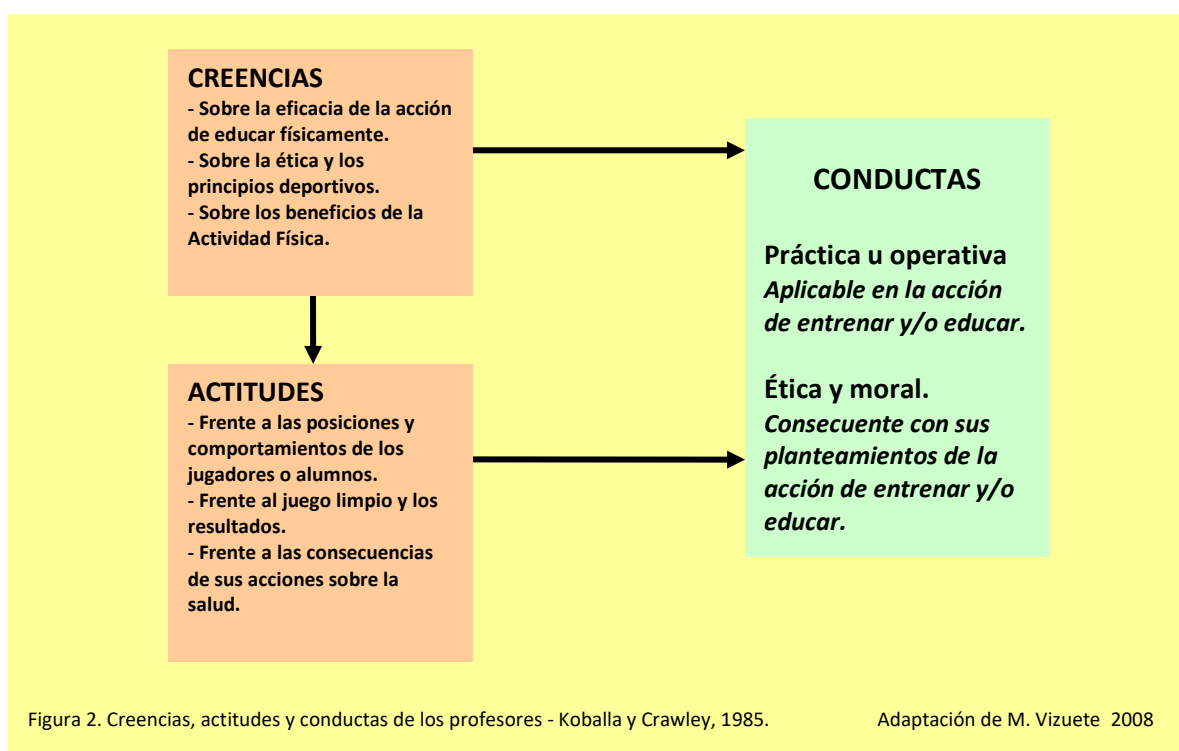 CREENCIAS
- Sobre la eficacia de la acción
de educar físicamente.
- Sobre la ética y los
principios deportivos.
- Sobre los beneficios de la
Actividad Física.
ACTITUDES
- Frente a las posiciones y
comportamientos de los
jugadores o alumnos.
- Frente al juego limpio y los
resultados.
- Frente a las consecuencias
de sus acciones sobre la
salud.
CONDUCTAS
Práctica u operativa
Aplicable en la acción
de entrenar y/o educar.
Ética y moral.
Consecuente con sus
planteamientos de la
acción de entrenar y/o
educar.
Figura 2. Creencias, actitudes y conductas de los profesores - Koballa y Crawley, 1985. Adaptación de M. Vizuete 2008